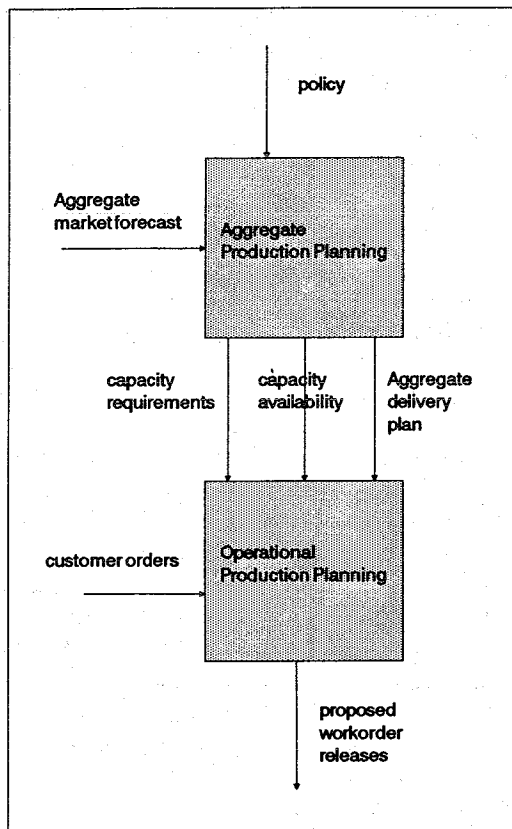 policy
Aggregate
market forecast
Aggregate
Production Planning
capacity
requirements
capacity
availability
Aggregate
delivery
plan
customer orders
Operational
Production Planning
proposed
workorder
releases